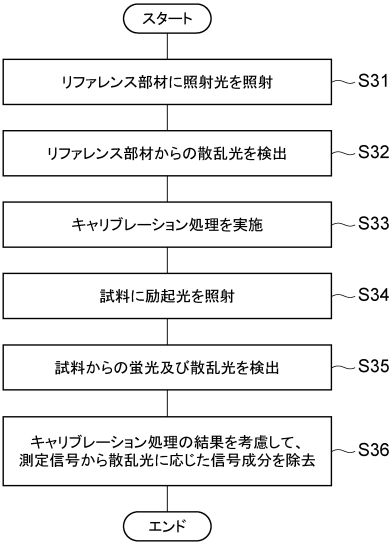 スタート
リファレンス部材に照射光を照射
S31
リファレンス部材からの散乱光を検出
S32
キャリブレーション処理を実施
S33
試料に励起光を照射
S34
試料からの蛍光及び散乱光を検出
S35
キャリブレーション処理の結果を考慮して、
測定信号から散乱光に応じた信号成分を除去
S36
エンド